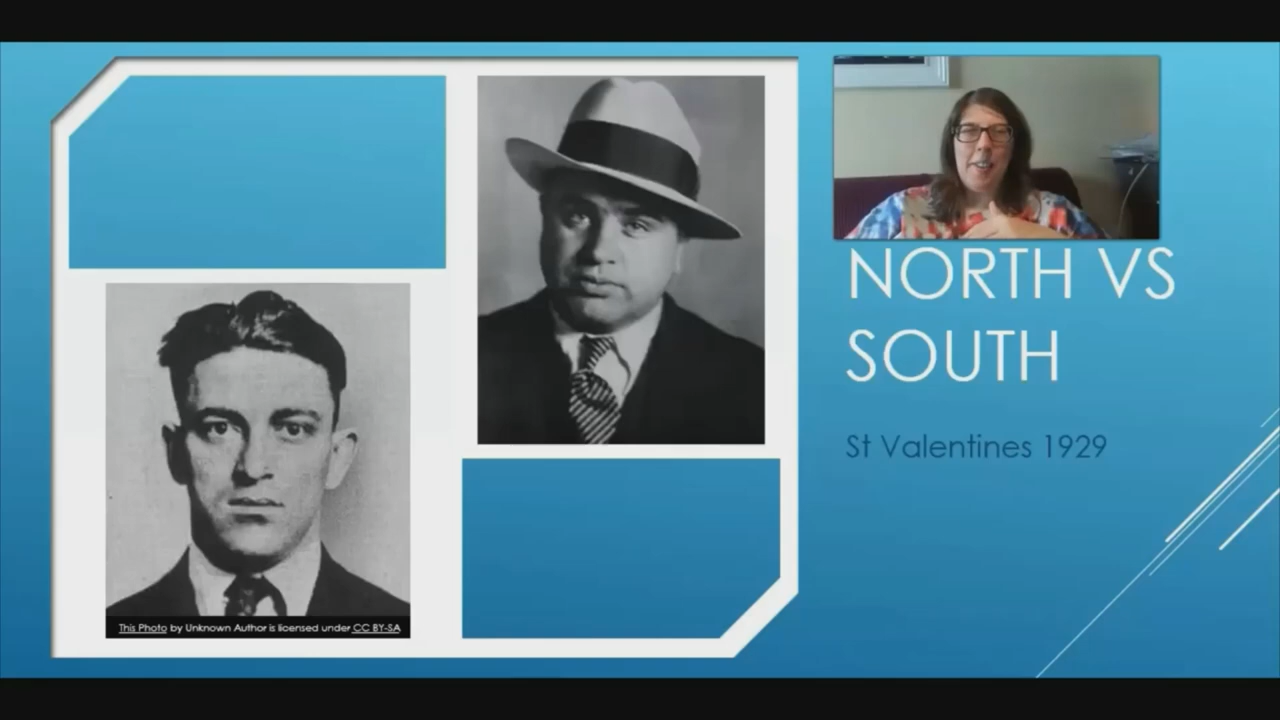 NORTH VS
SOUTH
St Valentines 1929
This Photo by Unknown Author is licensed under CC BY-SA